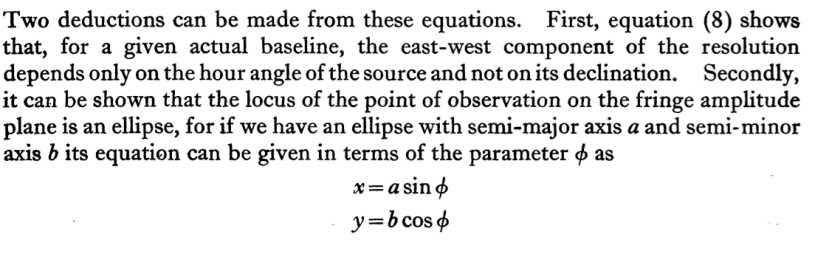 Two deductions can be made from these equations. First, equation (8) shows
that, for a given actual baseline, the east-west component of the resolution
depends only on the hour angle of the source and not on its declination. Secondly,
it can be shown that the locus of the point of observation on the fringe amplitude
plane is an ellipse, for if we have an ellipse with semi-major axis a and semi-minor
axis b its equation can be given in terms of the parameter ϕ as
x = a sin ϕ
y = b cos ϕ